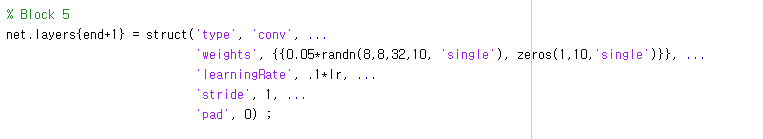 % Block 5
net.layers{end+1} = struct('type', 'conv', ...
'weights', {{0.05*randn(8,8,32,10, 'single'), zeros(1,10,'single')}}, ...
'learningRate', .1*lr, ...
'stride', 1, ...
'pad', 0) ;